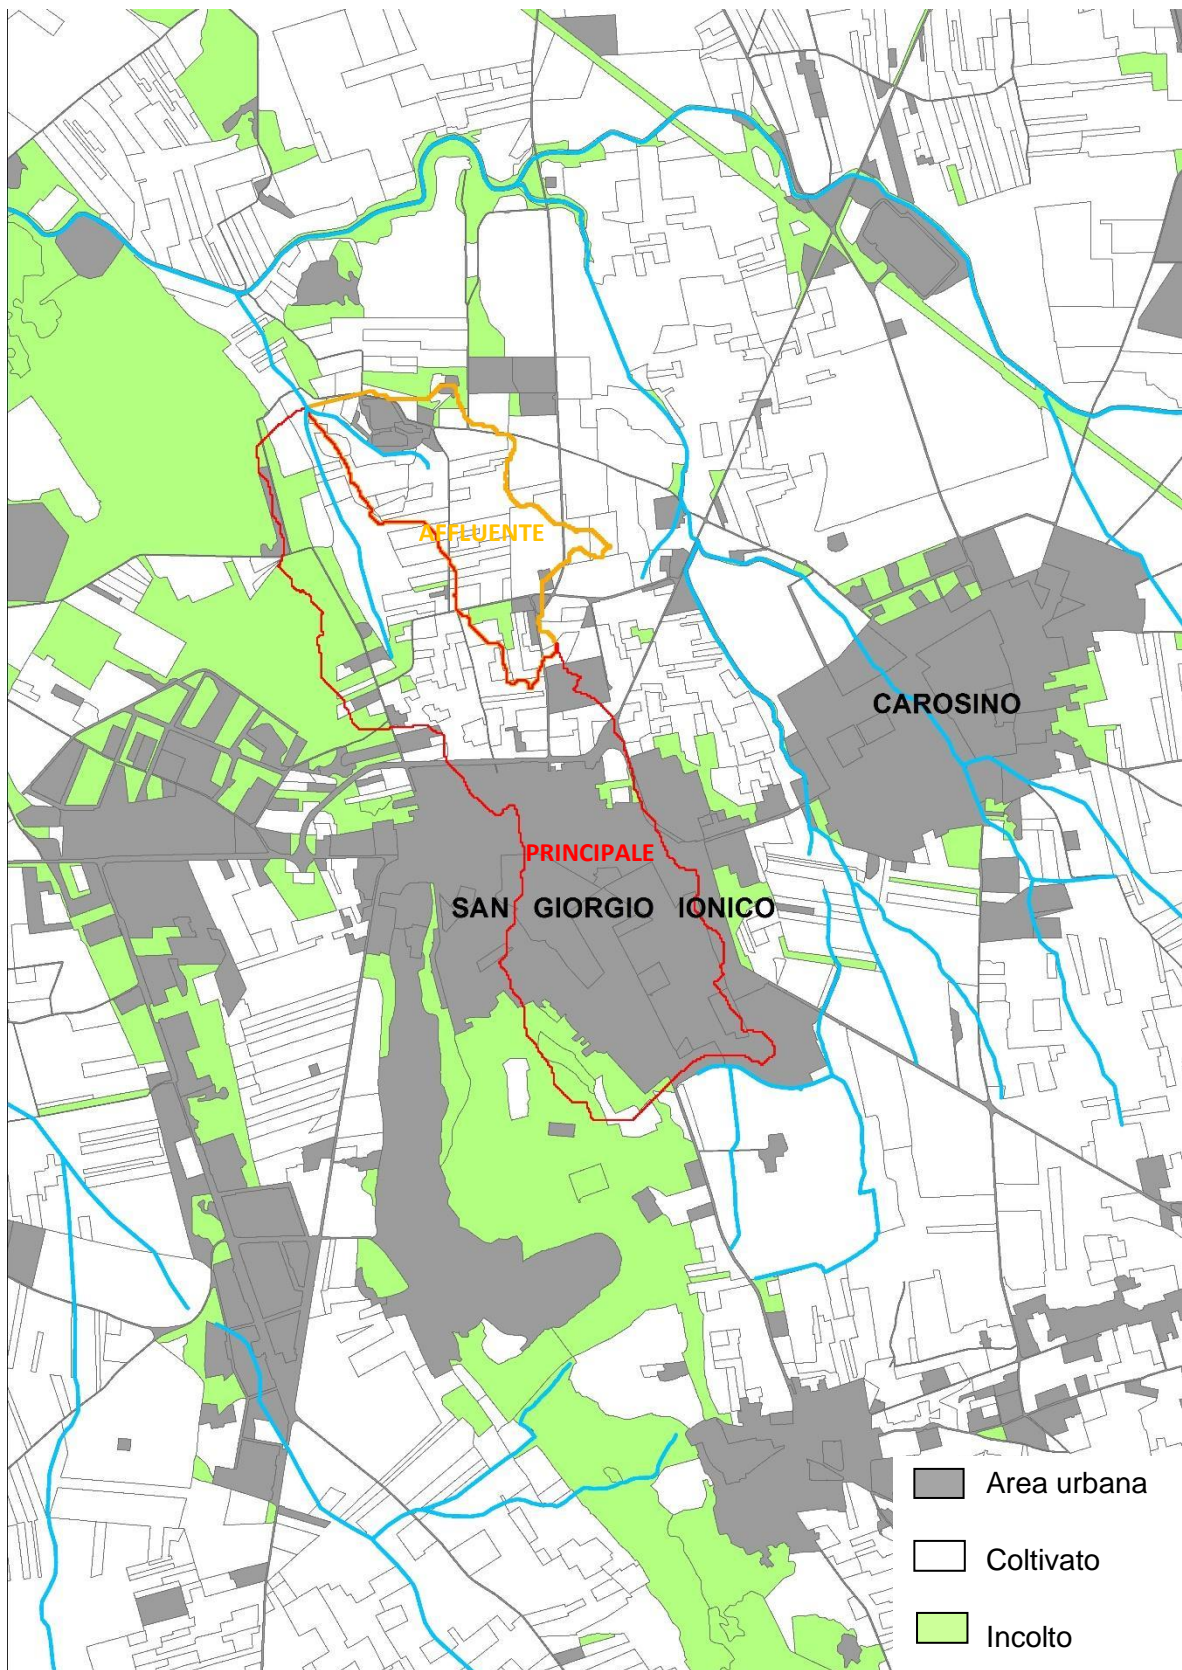 AFFLUENTE
CAROSINO
PRINCIPALE
SAN GIORGIO IONICO
Area urbana
Coltivato
Incolto